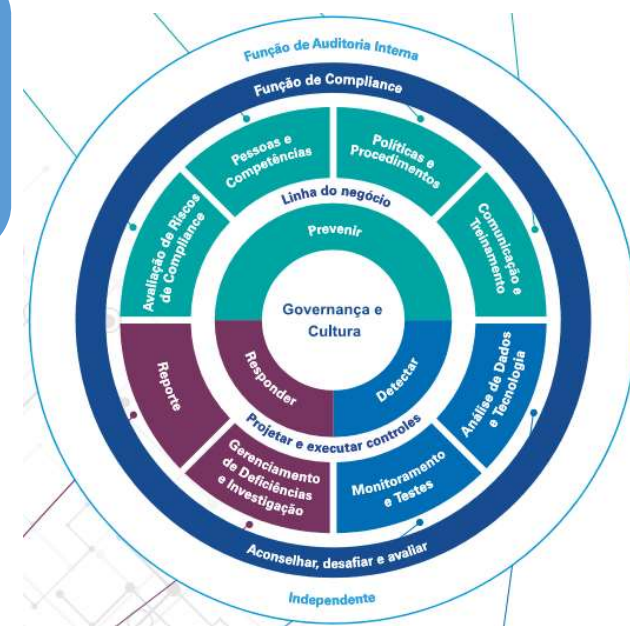 Função de Auditoria Interna
Função de Compliance
Pessoas e
Competências
Políticas e
Procedimentos
Avaliação de Riscos
de Compliance
Linha do negócio
Comunicação e
Treinamento
Prevenir
Governança e
Cultura
Responder
Detectar
Reporte
Análise de Dados
e Tecnologia
Projetar e executar controles
Gerenciamento
de Deficiências
e Investigação
Monitoramento
e Testes
Aconselhar, desafiar e avaliar
Independente